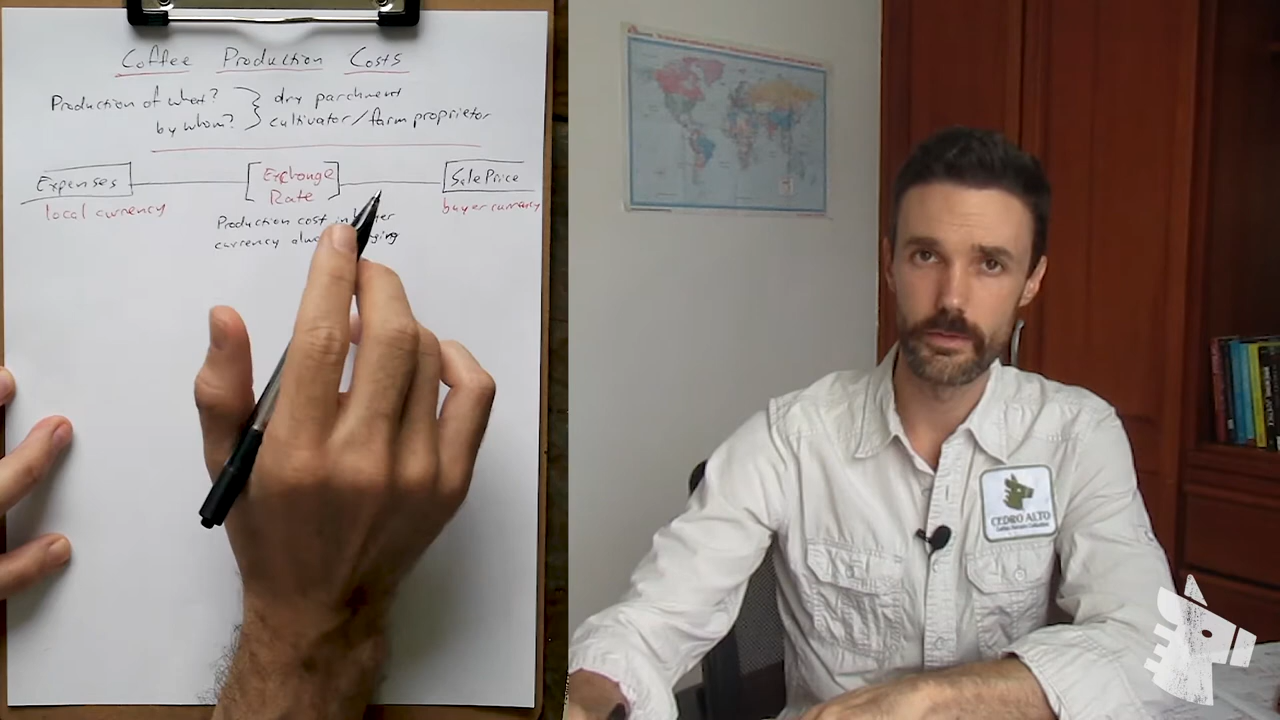 Coffee Production Costs
Production of what? } dry parchment
by whom? } cultivator/farm proprietor
Expenses
local currency
[Exchange
Rate]
Production cost in
currency
Sale Price
buyer currency
CEDRO ALTO